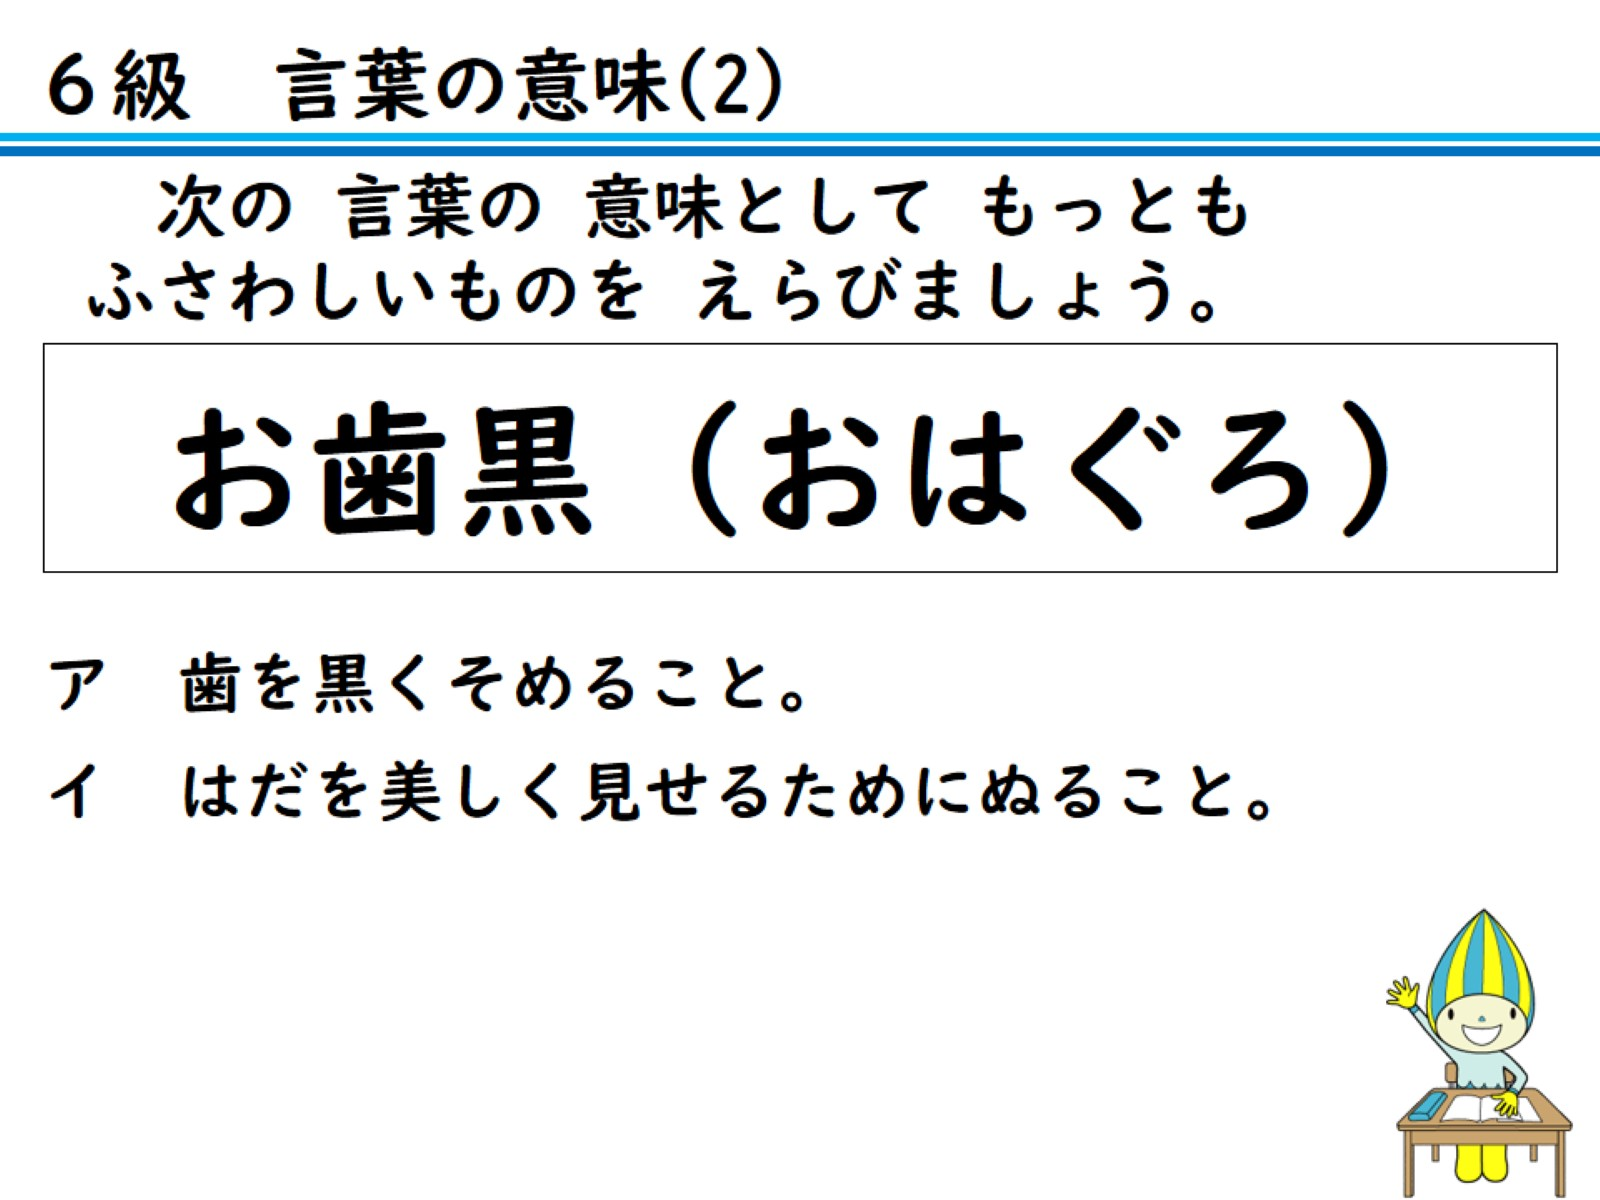 ６級　言葉の意味(2)
次の 言葉の 意味として もっとも
ふさわしいものを えらびましょう。
お歯黒（おはぐろ）
ア　歯を黒くそめること。
イ　はだを美しく見せるためにぬること。